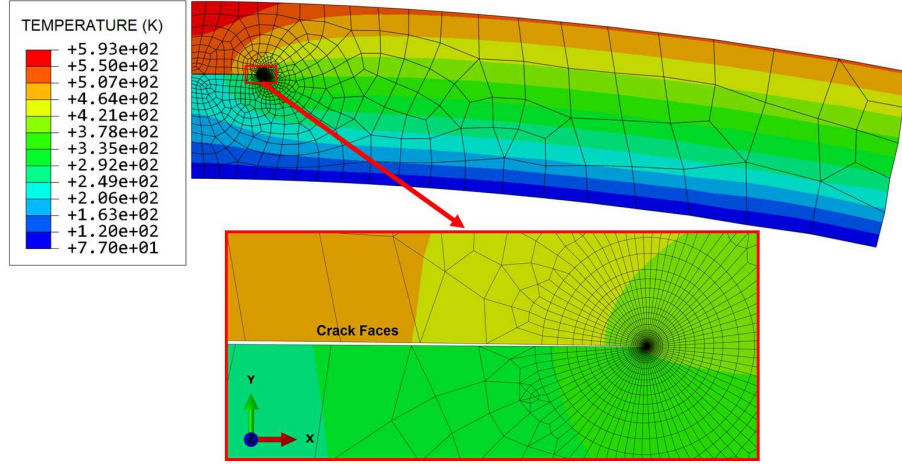 TEMPERATURE (K)
+5.93e+02
+5.50e+02
+5.07e+02
+4.64e+02
+4.21e+02
+3.78e+02
+3.35e+02
+2.92e+02
+2.49e+02
+2.06e+02
+1.63e+02
+1.20e+02
+7.70e+01
Crack Faces
Y
Z
X